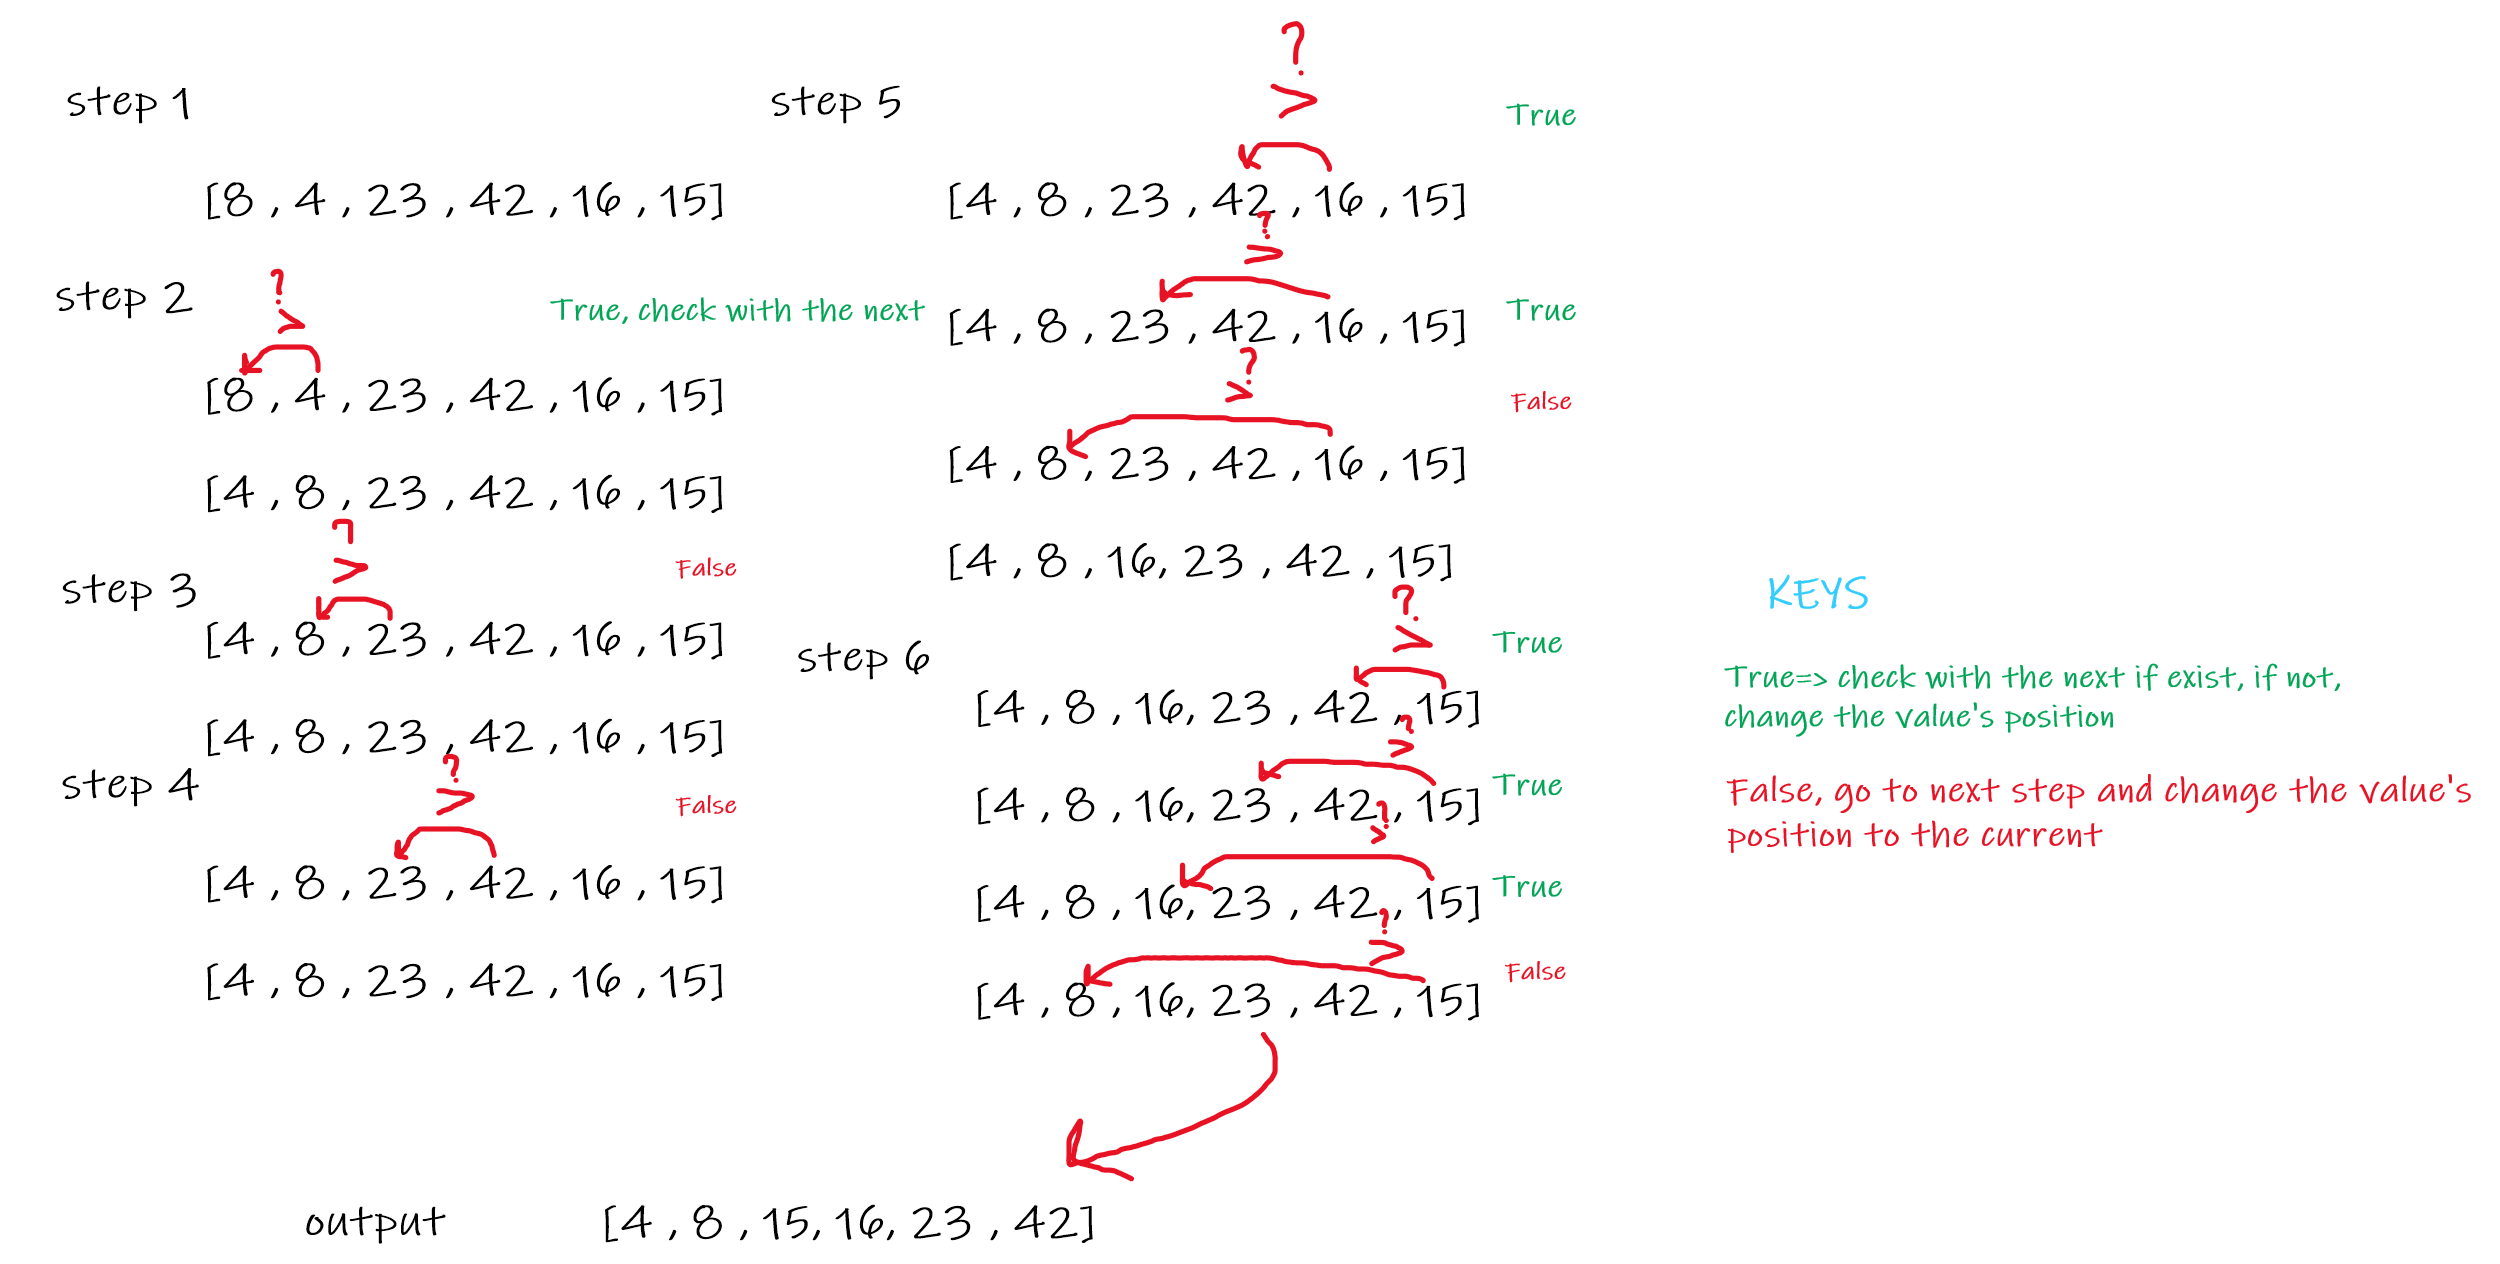 step 1
[8 , 4 , 23 , 42 , 16 , 15]
step 2
?
>
True, check with the next
[8 , 4 , 23 , 42 , 16 , 15]
[4 , 8 , 23 , 42 , 16 , 15]
step 3
?
>
False
[4 , 8 , 23 , 42 , 16 , 15]
[4 , 8 , 23 , 42 , 16 , 15]
step 4
?
>
False
[4 , 8 , 23 , 42 , 16 , 15]
[4 , 8 , 23 , 42 , 16 , 15]
step 5
?
>
True
[4 , 8 , 23 , 42 , 16 , 15]
?
>
True
[4 , 8 , 23 , 42 , 16 , 15]
?
>
False
[4 , 8 , 23 , 42 , 16 , 15]
[4 , 8 , 16, 23 , 42 , 15]
step 6
?
>
True
[4 , 8 , 16, 23 , 42 , 15]
?
>
True
[4 , 8 , 16, 23 , 42 , 15]
?
>
True
[4 , 8 , 16, 23 , 42 , 15]
?
>
False
[4 , 8 , 16, 23 , 42 , 15]
output
[4 , 8 , 15, 16, 23 , 42]
KEYS
True=> check with the next if exist, if not,
change the value's position
False, go to next step and change the value's
position to the current